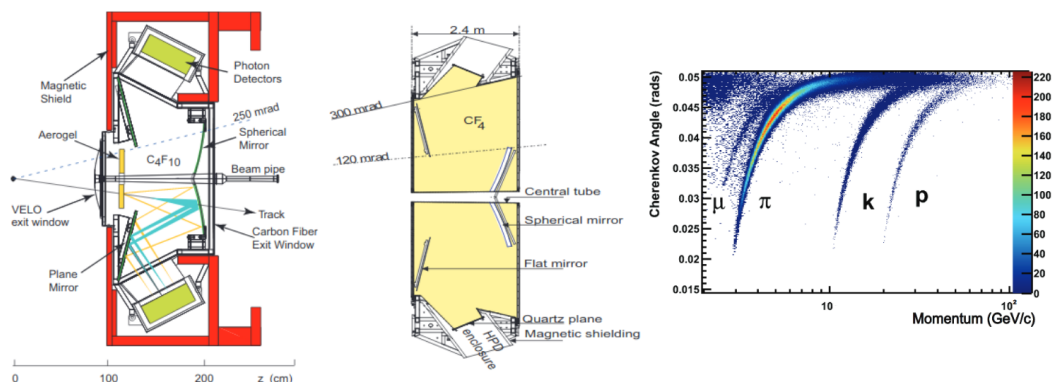 Magnetic
Shield
Aerogel
VELO
exit window
Plane
Mirror
C4F10
Photon
Detectors
250 mrad
Spherical
Mirror
Beam pipe
Track
Carbon Fiber
Exit Window
0 100 200 z (cm)
2.4 m
300 mrad
CF4
120 mrad
Central tube
Spherical mirror
Flat mirror
Quartz plane
Magnetic shielding
HPD
enclosure
Cherenkov Angle (rads)
0.05
0.045
0.04
0.035
0.03
0.025
0.02
0.015
μ
π
k
p
10
10²
Momentum (GeV/c)
220
200
180
160
140
120
100
80
60
40
20
0